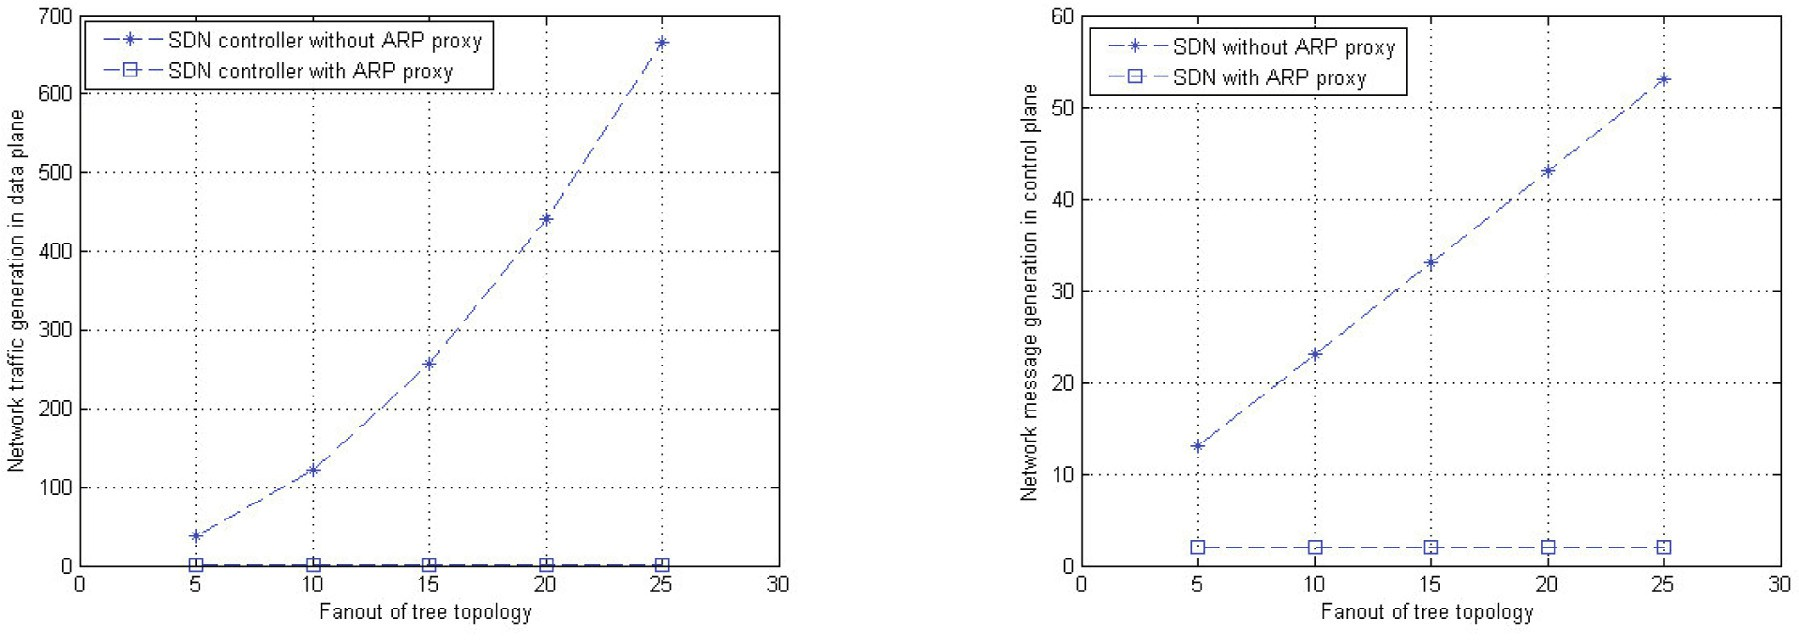 700
600
500
400
300
200
100
0
Network traffic generation in data plane
SDN controller without ARP proxy
SDN controller with ARP proxy
0 5 10 15 20 25 30
Fanout of tree topology
60
50
40
30
20
10
0
Network message generation in control plane
SDN without ARP proxy
SDN with ARP proxy
0 5 10 15 20 25 30
Fanout of tree topology